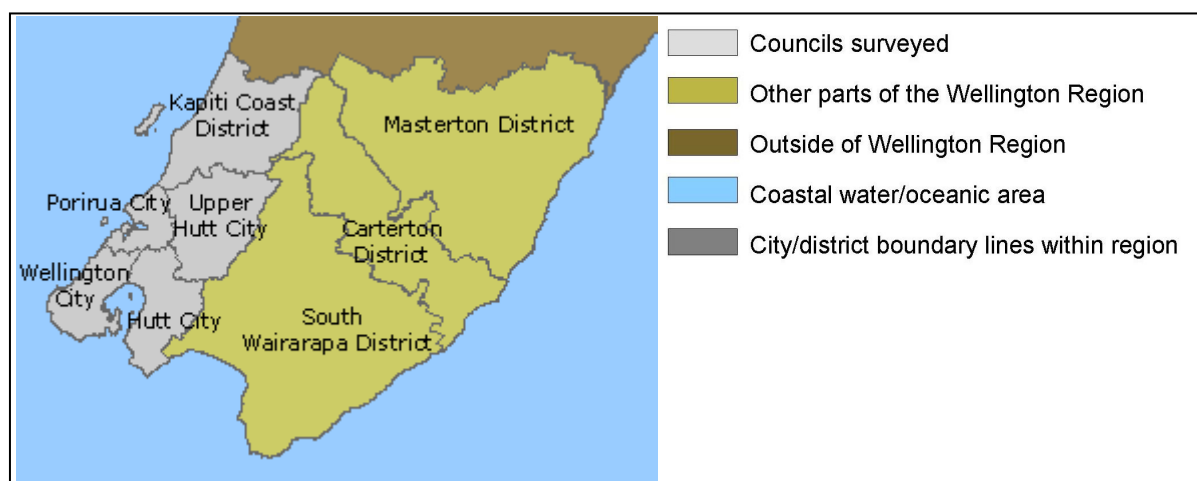 Kapiti Coast
District
Masterton District
Porirua City
Upper
Hutt City
Carterton
District
Wellington
City
Hutt City
South
Wairarapa District
Councils surveyed
Other parts of the Wellington Region
Outside of Wellington Region
Coastal water/oceanic area
City/district boundary lines within region